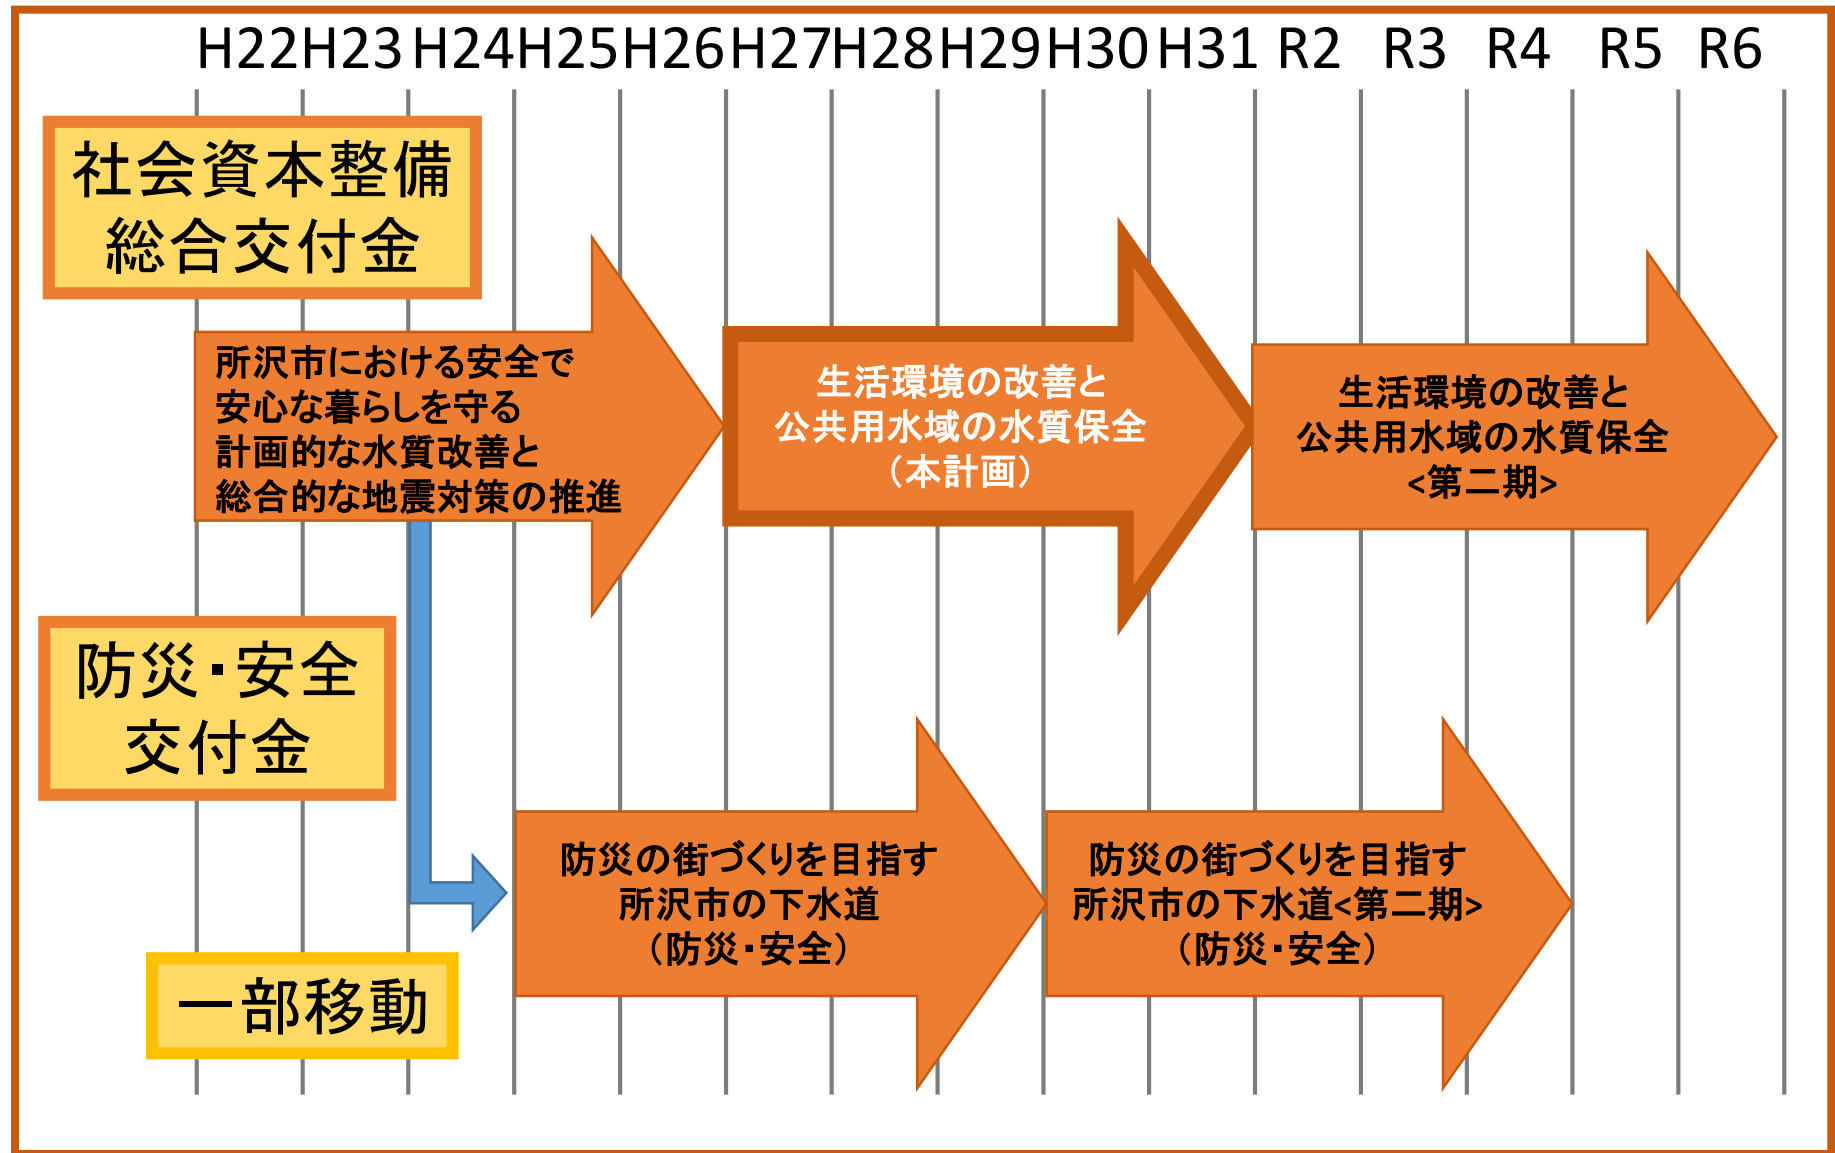 H22 H23 H24 H25 H26 H27 H28 H29 H30 H31 R2 R3 R4 R5 R6
社会資本整備
総合交付金
所沢市における安全で
安心な暮らしを守る
計画的な水質改善と
総合的な地震対策の推進
生活環境の改善と
公共用水域の水質保全
（本計画）
生活環境の改善と
公共用水域の水質保全
<第二期>
防災・安全
交付金
防災の街づくりを目指す
所沢市の下水道
（防災・安全）
防災の街づくりを目指す
所沢市の下水道<第二期>
（防災・安全）
一部移動